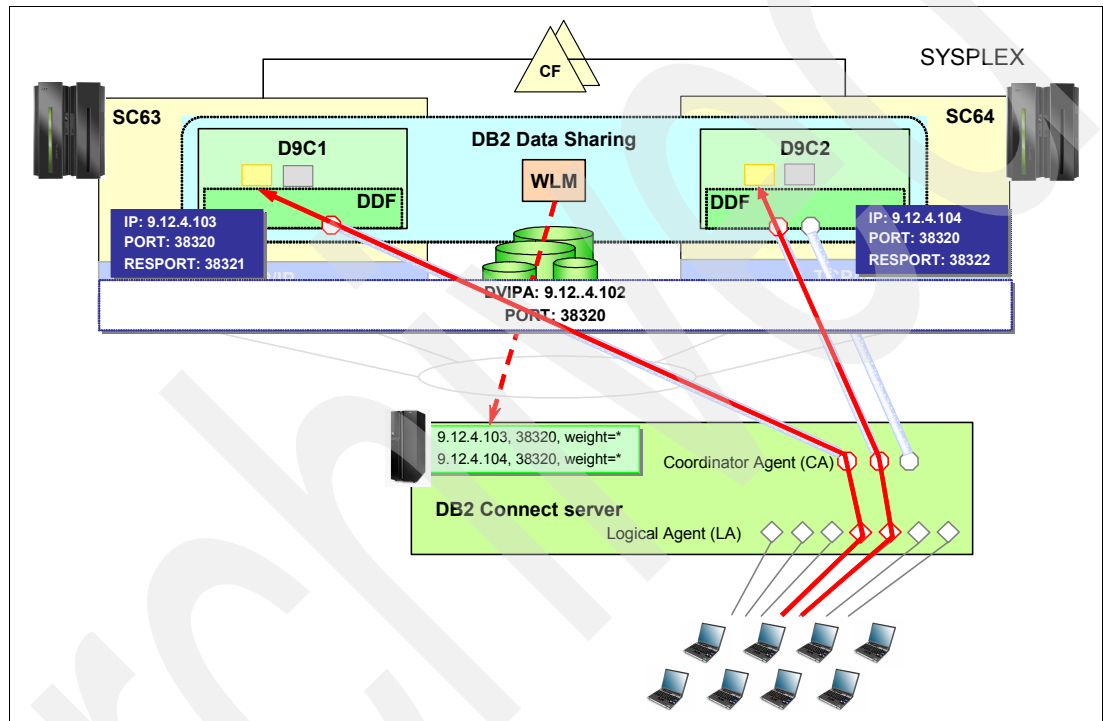 SYSPLEX
CF
SC63
SC64
DB2 Data Sharing
D9C1
D9C2
WLM
DDF
DDF
IP: 9.12.4.103
PORT: 38320
RESPORT: 38321
IP: 9.12.4.104
PORT: 38320
RESPORT: 38322
DVIPA: 9.12..4.102
PORT: 38320
9.12.4.103, 38320, weight=*
9.12.4.104, 38320, weight=*
Coordinator Agent (CA)
DB2 Connect server
Logical Agent (LA)